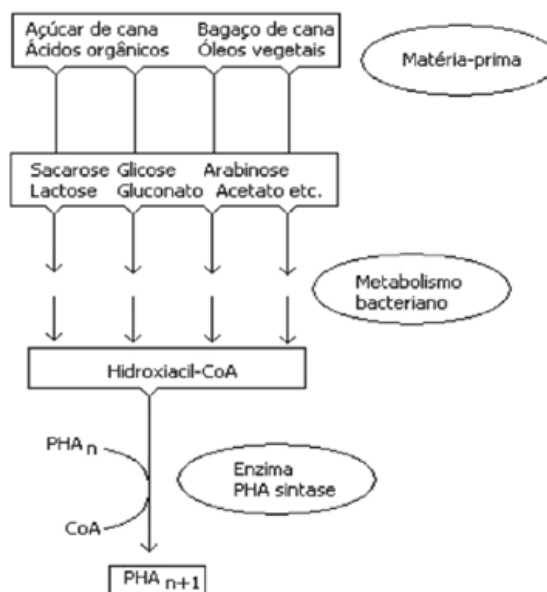 Açúcar de cana Bagaço de cana
Ácidos orgânicos Óleos vegetais
Matéria-prima
Sacarose Glicose Arabinose
Lactose Gluconato Acetato etc.
Metabolismo
bacteriano
Hidroxiacil-CoA
PHA n
Enzima
PHA sintase
CoA
PHA n+1